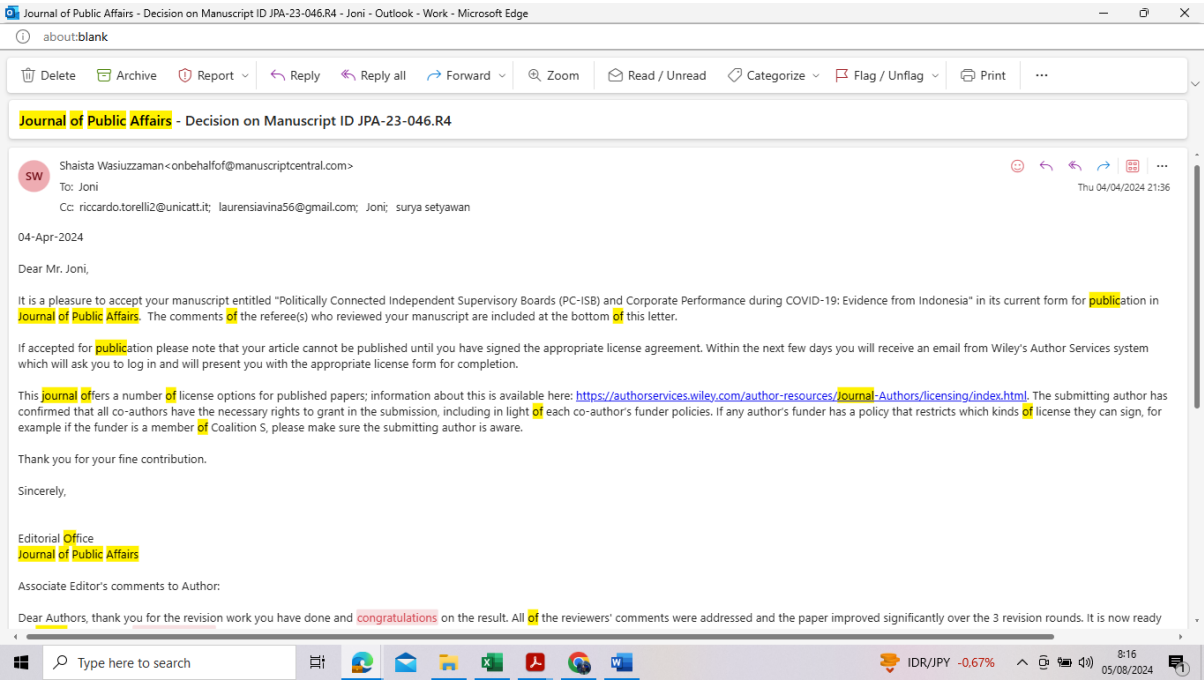 Journal of Public Affairs - Decision on Manuscript ID JPA-23-046.R4 - Joni - Outlook - Work - Microsoft Edge
about:blank
Delete Archive Report Reply Reply all Forward Zoom Read / Unread Categorize Flag / Unflag Print ...
Journal of Public Affairs - Decision on Manuscript ID JPA-23-046.R4
SW
Shaista Wasiuzzaman<onbehalfof@manuscriptcentral.com>
To: Joni
Thu 04/04/2024 21:36
Cc: riccardo.torelli2@unicatt.it; laurensiavina56@gmail.com; Joni; surya setyawan
04-Apr-2024
Dear Mr. Joni,
It is a pleasure to accept your manuscript entitled "Politically Connected Independent Supervisory Boards (PC-ISB) and Corporate Performance during COVID-19: Evidence from Indonesia" in its current form for publication in
Journal of Public Affairs. The comments of the referee(s) who reviewed your manuscript are included at the bottom of this letter.
If accepted for publication please note that your article cannot be published until you have signed the appropriate license agreement. Within the next few days you will receive an email from Wiley's Author Services system
which will ask you to log in and will present you with the appropriate license form for completion.
This journal offers a number of license options for published papers; information about this is available here: https://authorservices.wiley.com/author-resources/Journal-Authors/licensing/index.html. The submitting author has
confirmed that all co-authors have the necessary rights to grant in the submission, including in light of each co-author's funder policies. If any author's funder has a policy that restricts which kinds of license they can sign, for
example if the funder is a member of Coalition S, please make sure the submitting author is aware.
Thank you for your fine contribution.
Sincerely,
Editorial Office
Journal of Public Affairs
Associate Editor's comments to Author:
Dear Authors, thank you for the revision work you have done and congratulations on the result. All of the reviewers' comments were addressed and the paper improved significantly over the 3 revision rounds. It is now ready
Type here to search
IDR/JPY -0,67%
8:16
05/08/2024
1